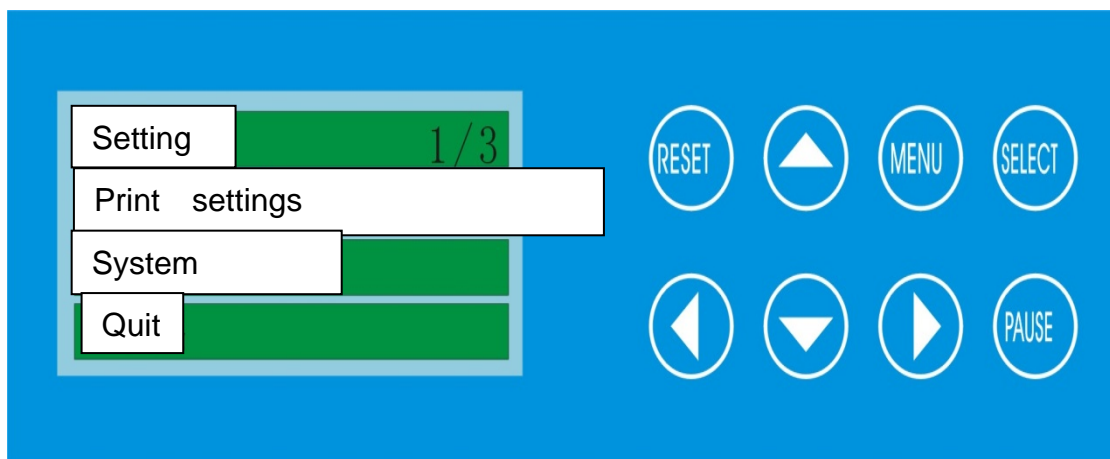 Setting 1/3
Print settings
System
Quit
RESET MENU SELECT
PAUSE